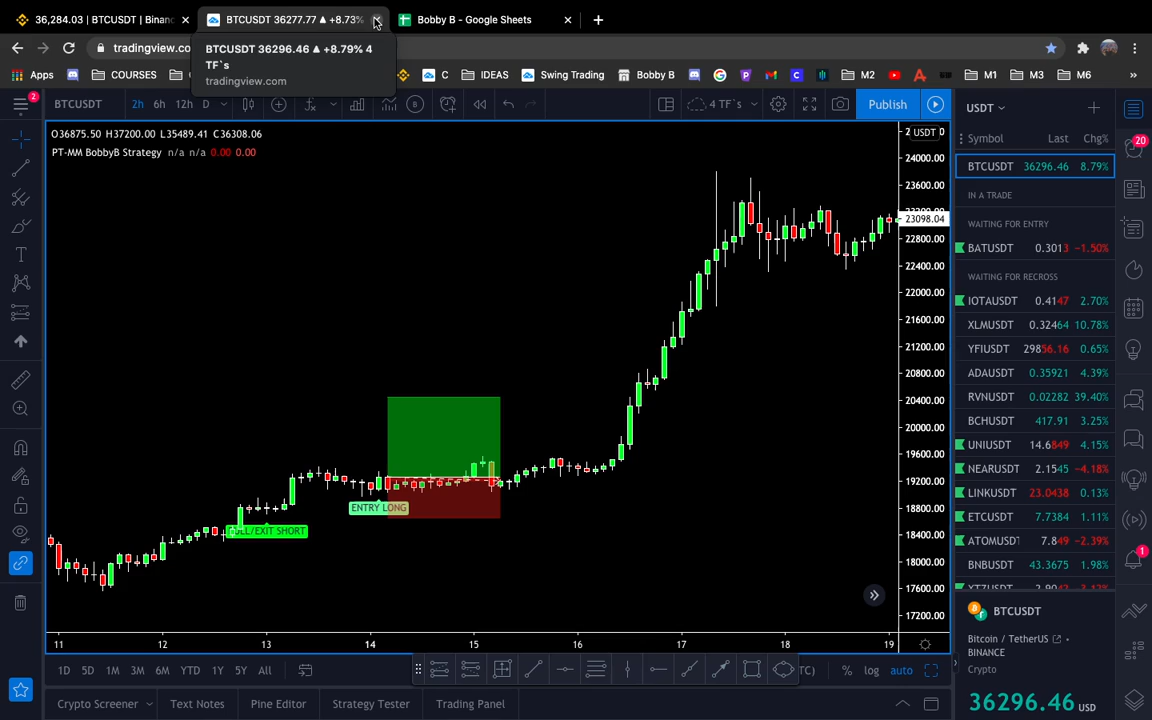 36,284.03 | BTCUSDT | Binanc
BTCUSDT 36277.77 ▲ +8.73%
Bobby B - Google Sheets
tradingview.co
BTCUSDT 36296.46 ▲ +8.79% 4
TF`s
tradingview.com
Apps
COURSES
C
IDEAS
Swing Trading
Bobby B
M2
M1
M3
M6
2
BTCUSDT
2h
6h
12h
D
4 TF`s
Publish
USDT
O36875.50 H37200.00 L35489.41 C36308.06
PT-MM BobbyB Strategy n/a n/a 0.00 0.00
USDT
24000.00
23600.00
23098.04
22800.00
22400.00
22000.00
21600.00
21200.00
20800.00
20400.00
20000.00
19600.00
19200.00
18800.00
18400.00
18000.00
17600.00
17200.00
ENTRY LONG
/EXIT SHORT
11
12
13
14
15
16
17
18
19
Symbol
Last
Chg%
20
BTCUSDT 36296.46 8.79%
IN A TRADE
WAITING FOR ENTRY
BATUSDT 0.3013 −1.50%
WAITING FOR RECROSS
IOTAUSDT 0.4147 2.70%
XLMUSDT 0.32464 10.78%
YFIUSDT 29856.16 0.65%
ADAUSDT 0.35921 4.39%
RVNUSDT 0.02282 39.40%
BCHUSDT 417.91 3.25%
UNIUSDT 14.6849 4.15%
NEARUSDT 2.1545 −4.18%
LINKUSDT 23.0438 0.13%
ETCUSDT 7.7384 1.11%
ATOMUSDT 7.849 −2.39%
1
BNBUSDT 43.3675 1.98%
BTCUSDT
Bitcoin / TetherUS
BINANCE
Crypto
36296.46 USD
1D
5D
1M
3M
6M
YTD
1Y
5Y
All
TC)
%
log
auto
Crypto Screener
Text Notes
Pine Editor
Strategy Tester
Trading Panel